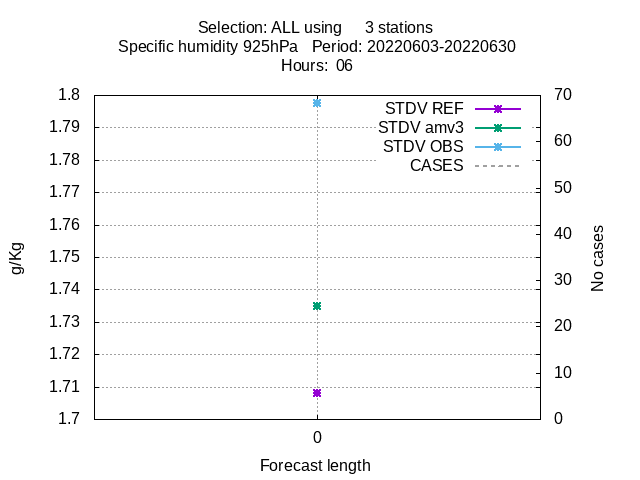 Selection: ALL using 3 stations
Specific humidity 925hPa Period: 20220603-20220630
Hours: 06
1.8
1.79
1.78
1.77
1.76
1.75
1.74
1.73
1.72
1.71
1.7
g/Kg
STDV REF
STDV amv3
STDV OBS
CASES
70
60
50
40
30
20
10
0
No cases
0
Forecast length